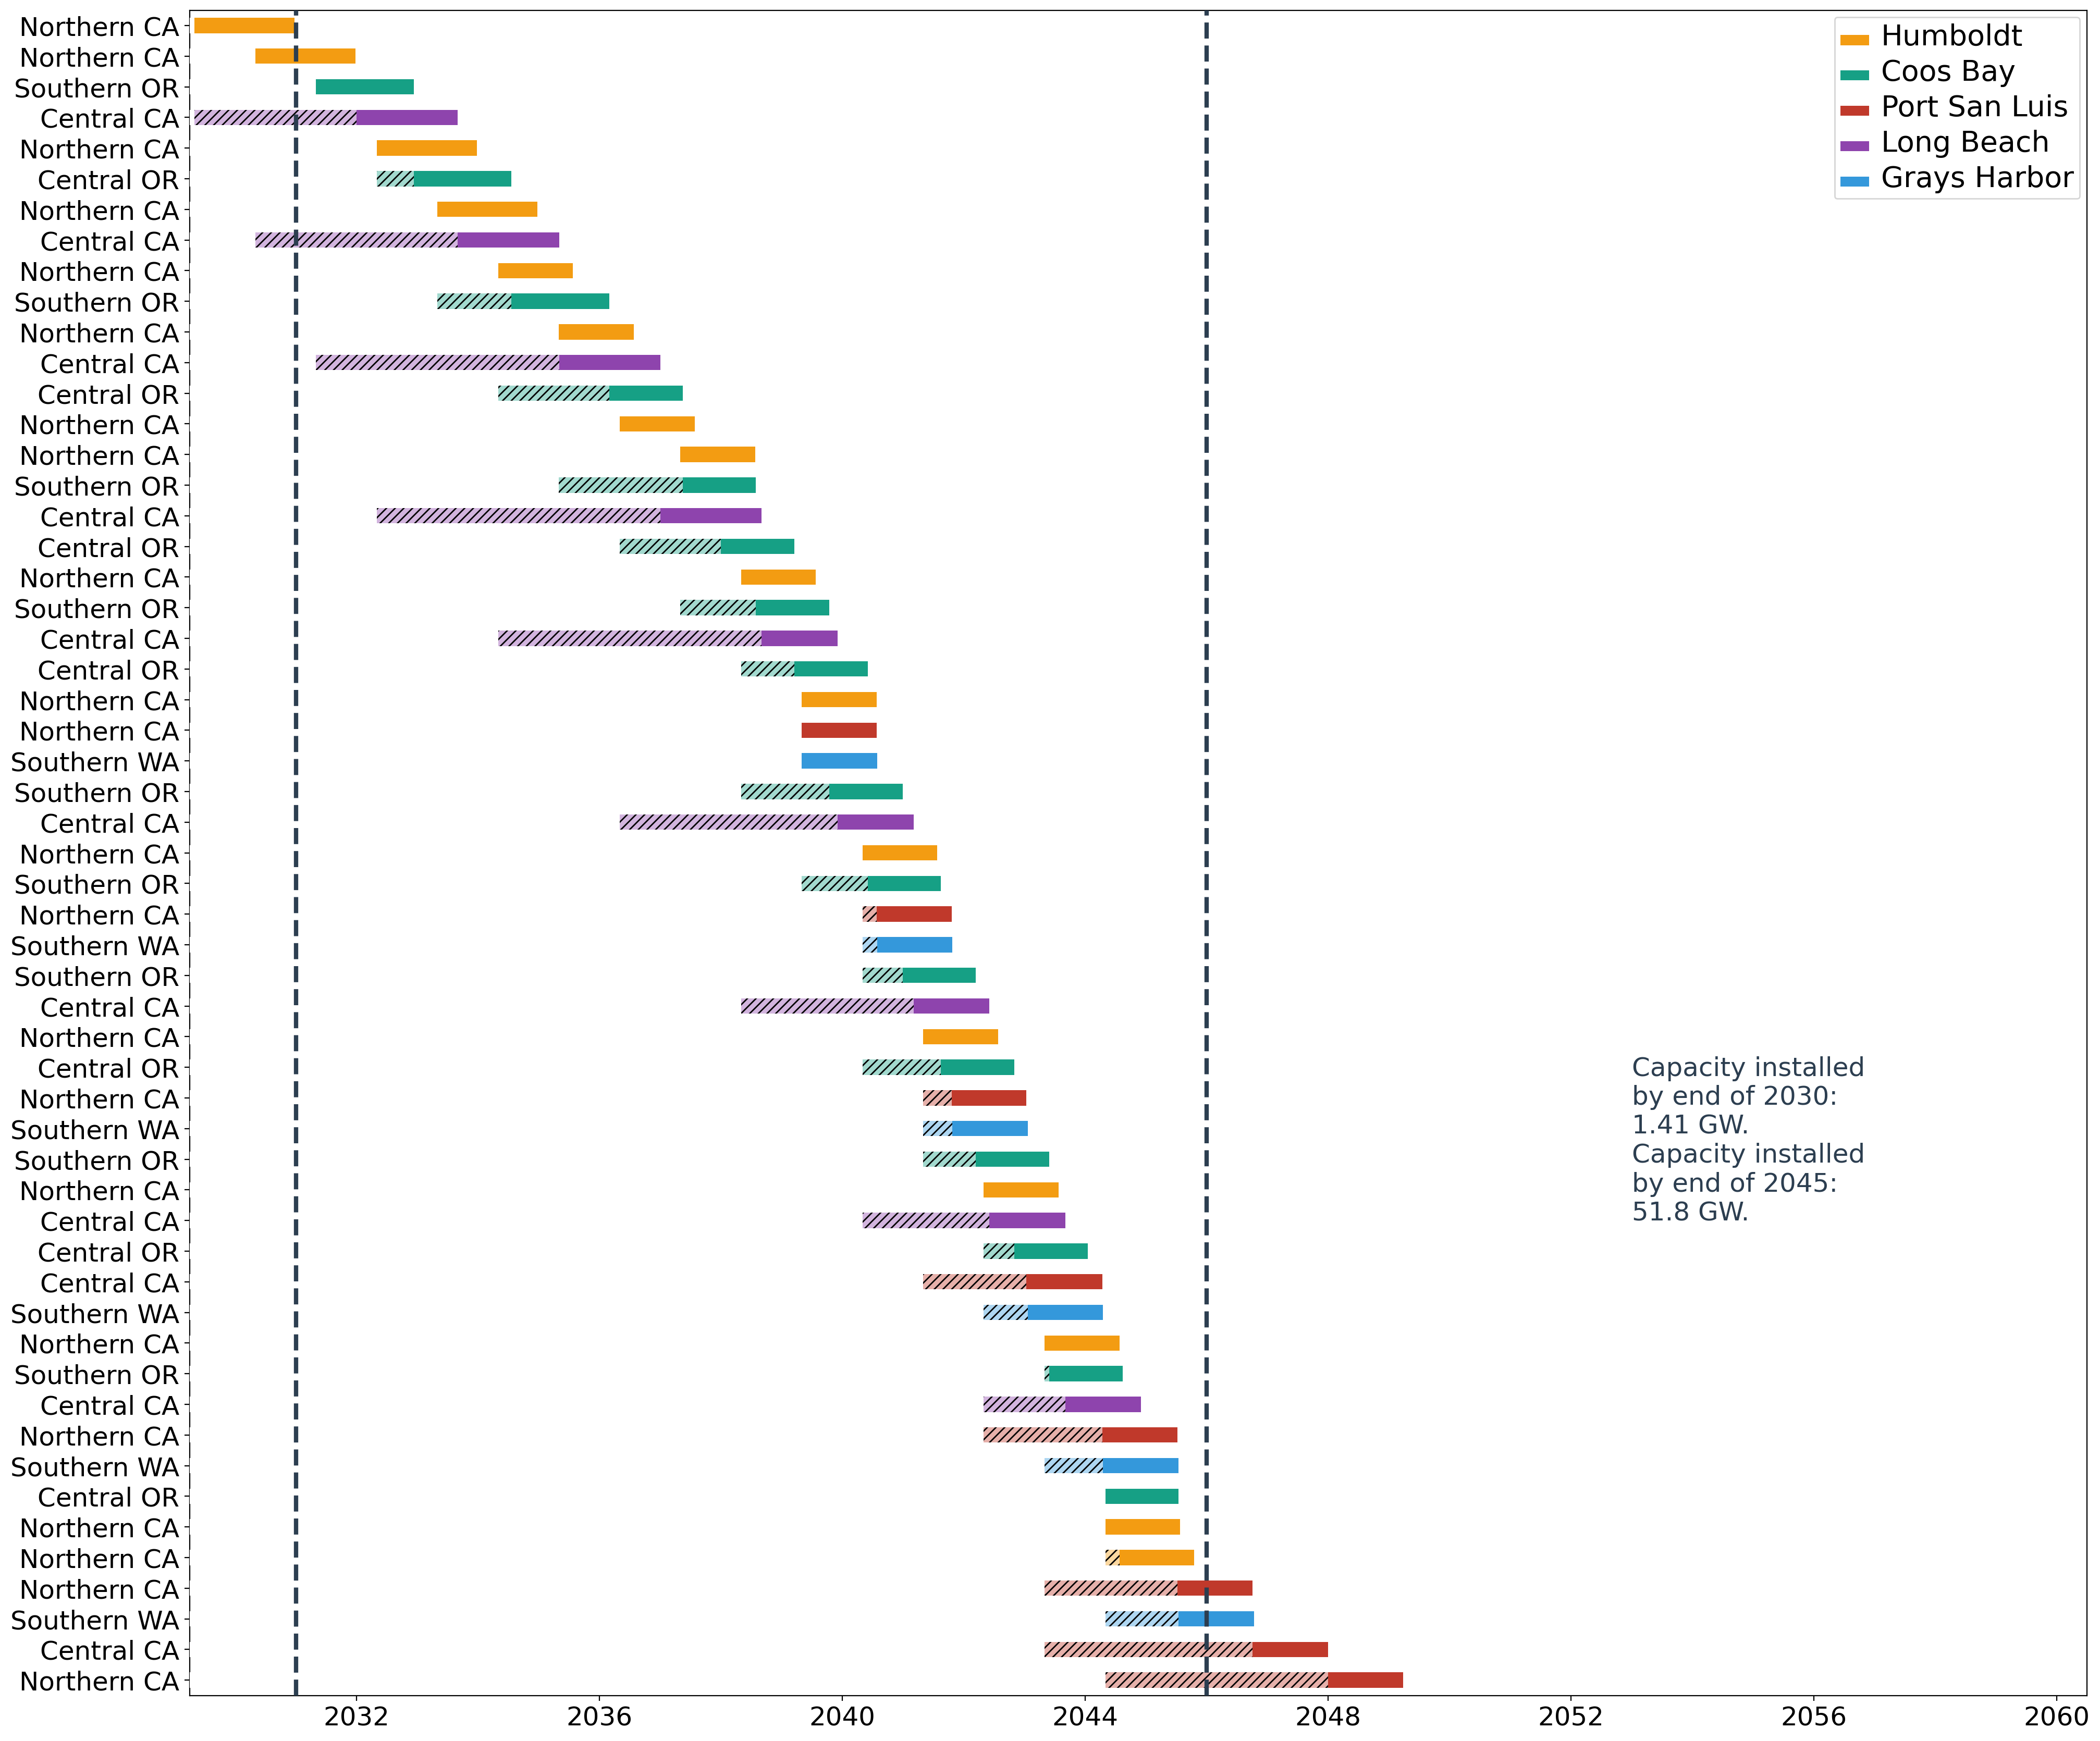 Northern CA
Northern CA
Southern OR
Central CA
Northern CA
Central OR
Northern CA
Central CA
Northern CA
Southern OR
Northern CA
Central CA
Central OR
Northern CA
Northern CA
Southern OR
Central CA
Central OR
Northern CA
Southern OR
Central CA
Central OR
Northern CA
Northern CA
Southern WA
Southern OR
Central CA
Northern CA
Southern OR
Northern CA
Southern WA
Southern OR
Central CA
Northern CA
Central OR
Northern CA
Southern WA
Southern OR
Northern CA
Central CA
Central OR
Central CA
Southern WA
Northern CA
Southern OR
Central CA
Northern CA
Southern WA
Central OR
Northern CA
Northern CA
Northern CA
Southern WA
Central CA
Northern CA
Humboldt
Coos Bay
Port San Luis
Long Beach
Grays Harbor
Capacity installed
by end of 2030:
1.41 GW.
Capacity installed
by end of 2045:
51.8 GW.
2032 2036 2040 2044 2048 2052 2056 2060